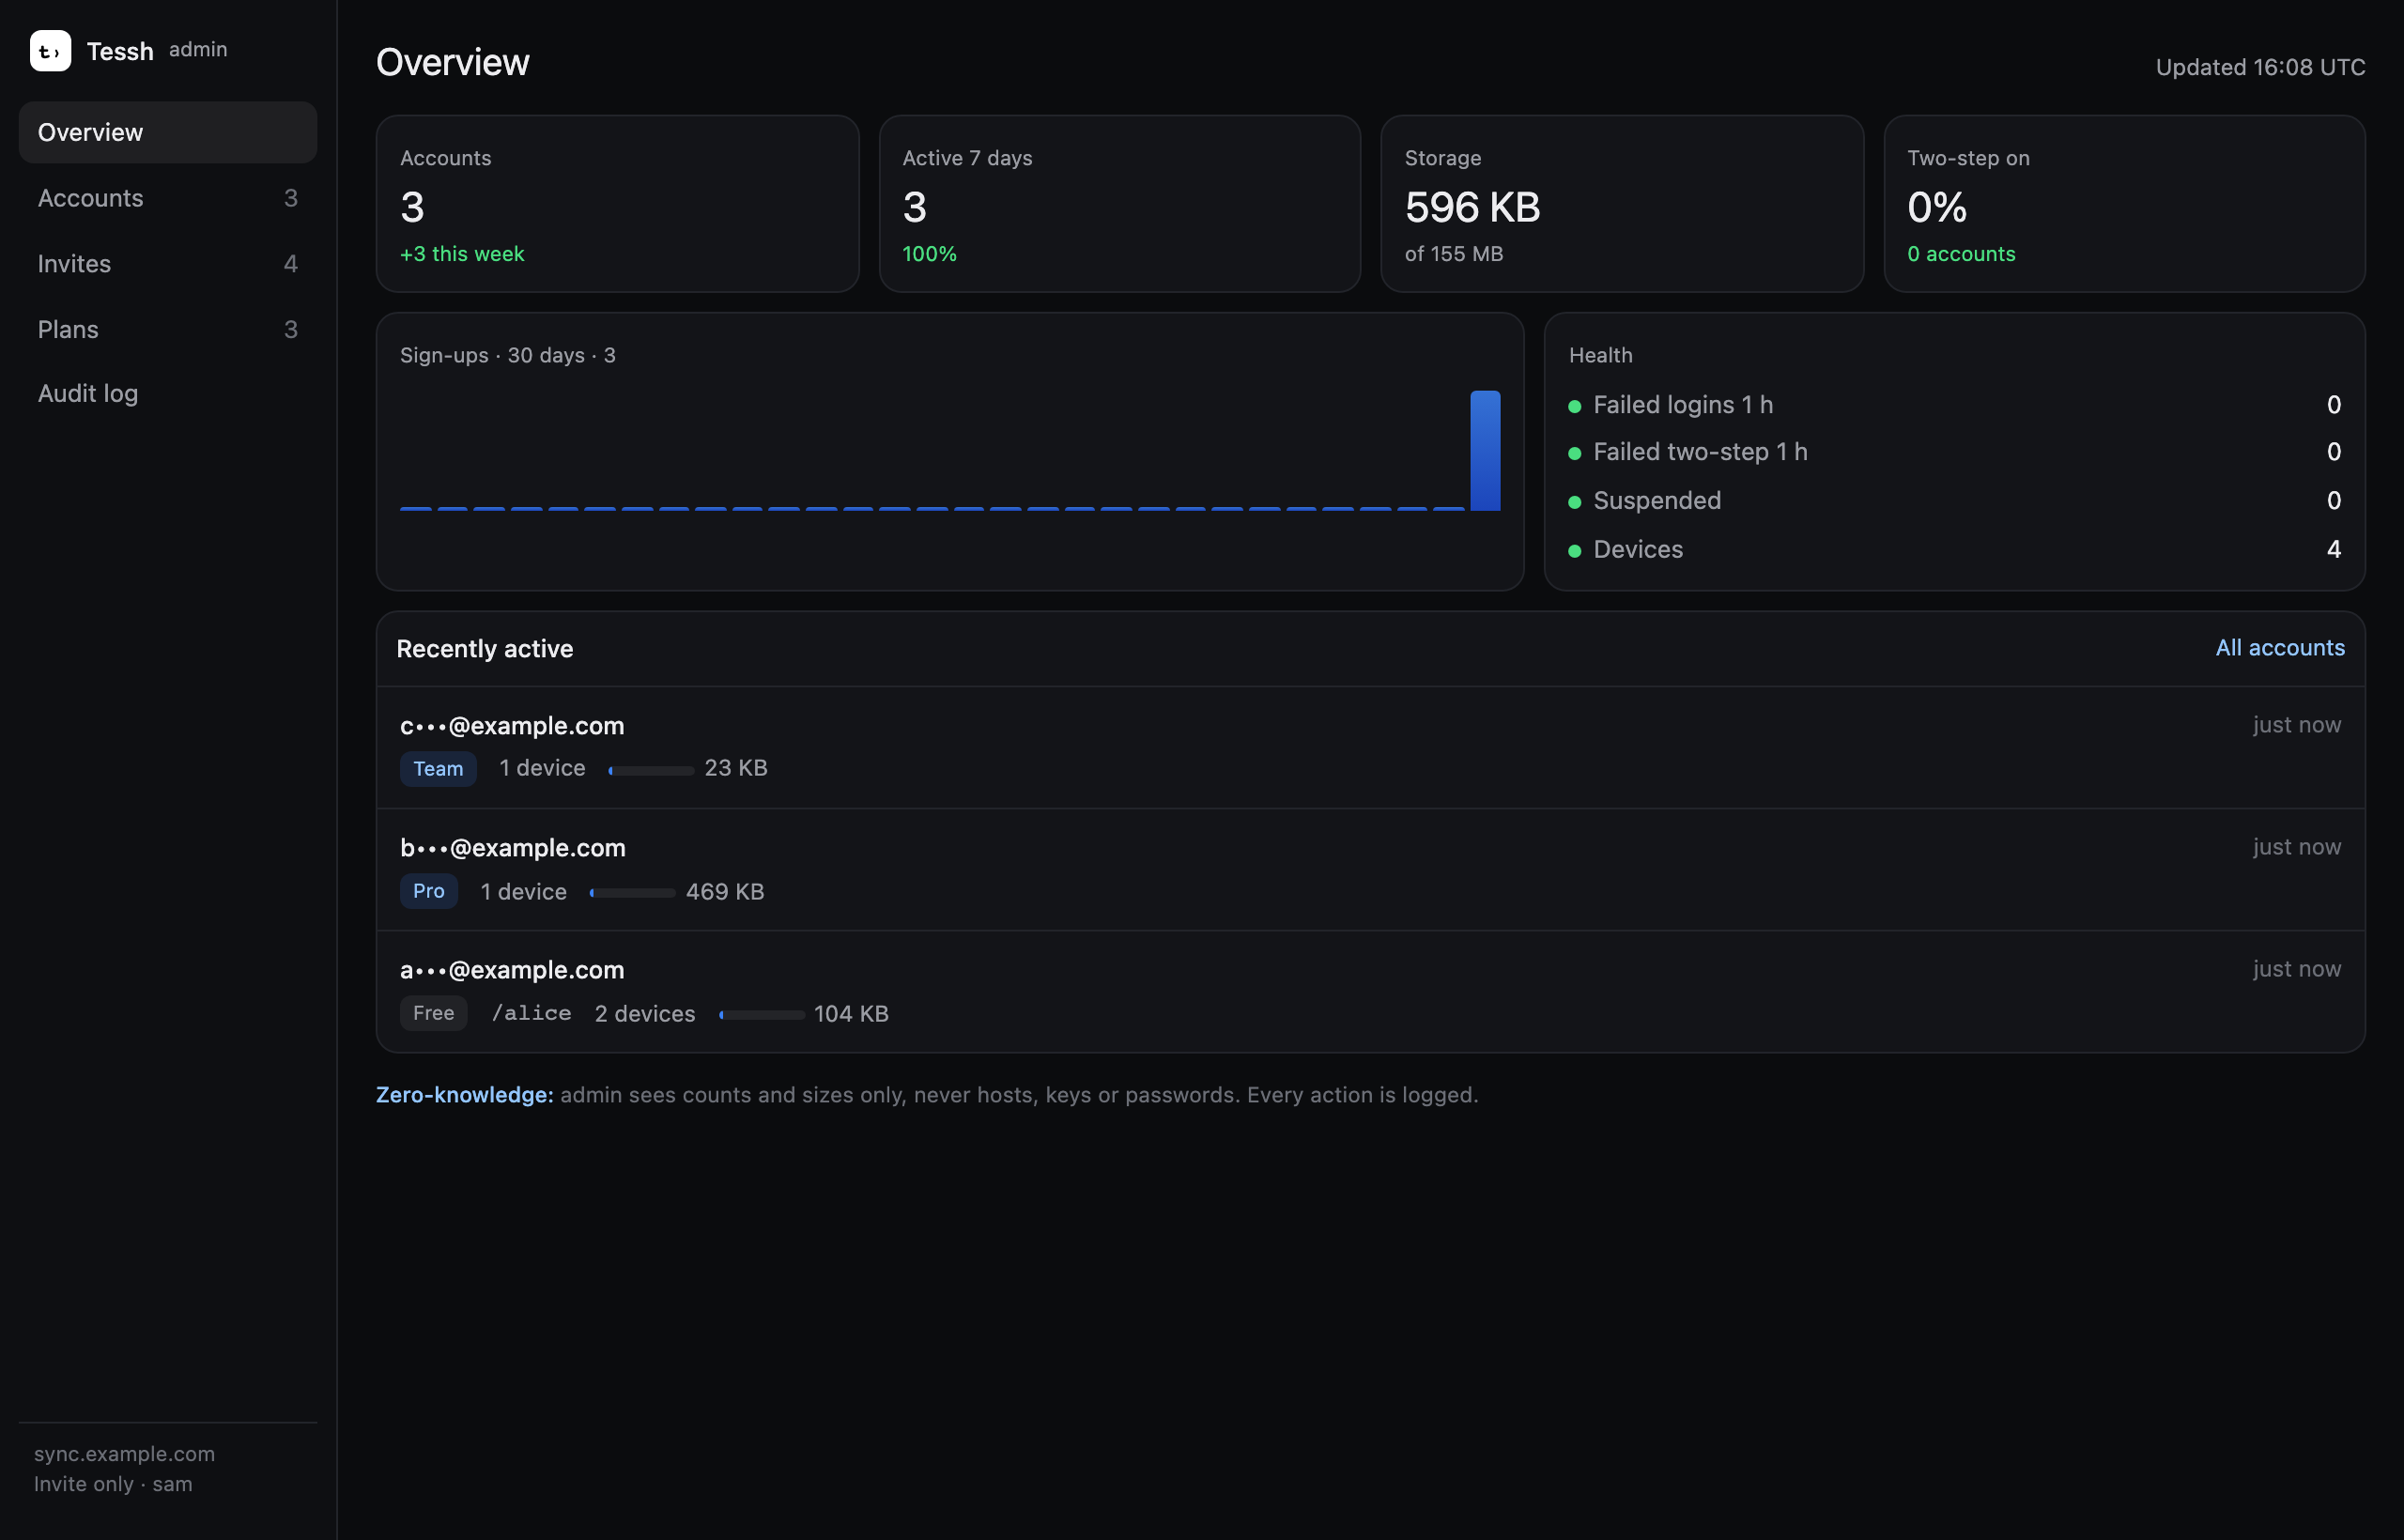 t›
Tessh admin
Overview
Accounts 3
Invites 4
Plans 3
Audit log
sync.example.com
Invite only · sam
Overview
Updated 16:08 UTC
Accounts
3
+3 this week
Active 7 days
3
100%
Storage
596 KB
of 155 MB
Two-step on
0%
0 accounts
Sign-ups · 30 days · 3
Health
Failed logins 1 h 0
Failed two-step 1 h 0
Suspended 0
Devices 4
Recently active
All accounts
c•••@example.com
just now
Team 1 device 23 KB
b•••@example.com
just now
Pro 1 device 469 KB
a•••@example.com
just now
Free /alice 2 devices 104 KB
Zero-knowledge: admin sees counts and sizes only, never hosts, keys or passwords. Every action is logged.